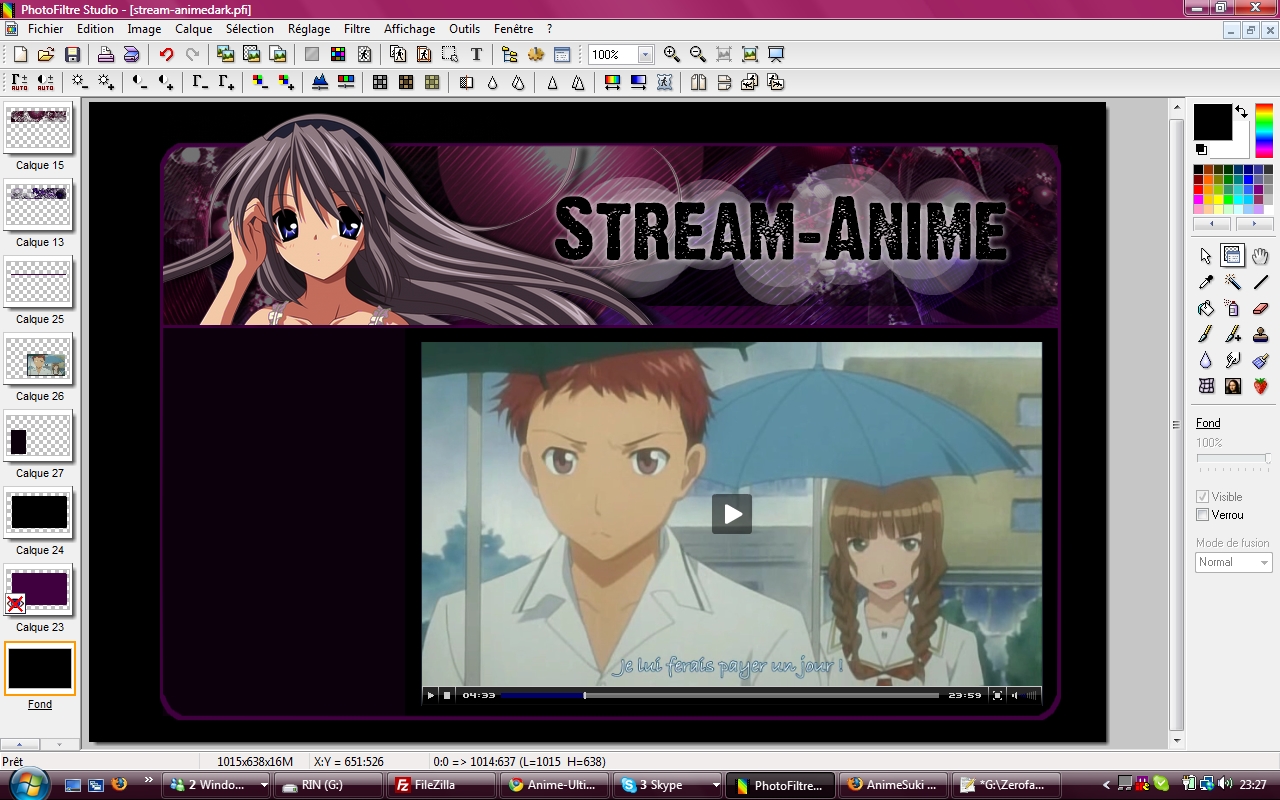 PhotoFiltre Studio - [stream-animedark.pfi]
Fichier Edition Image Calque Sélection Réglage Filtre Affichage Outils Fenêtre ?
100%
AUTO AUTO
Calque 15
Calque 13
Calque 25
Calque 26
Calque 27
Calque 24
Calque 23
Fond
Stream-Anime
je lui ferais payer un jour !
04:33 23:59
Fond
100%
Visible
Verrou
Mode de fusion
Normal
Prêt 1015x638x16M X:Y = 651:526 0:0 => 1014:637 (L=1015 H=638)
2 Windo... RIN (G:) FileZilla Anime-Ulti... 3 Skype PhotoFiltre... AnimeSuki ... *G:\Zerofa... 23:27